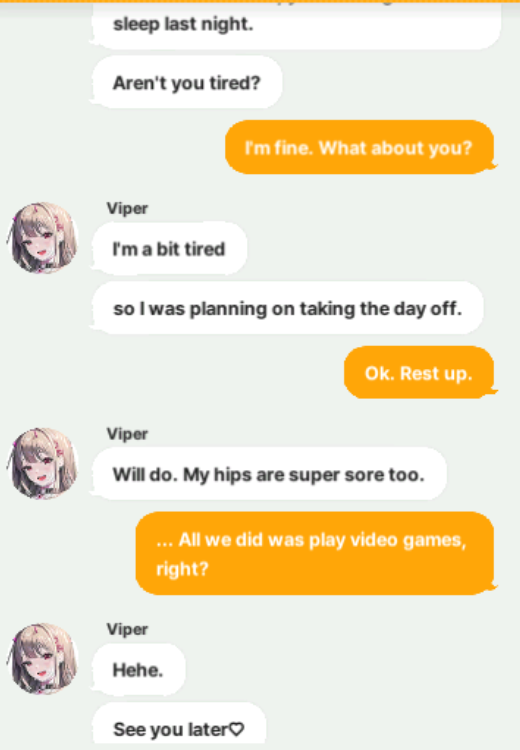 sleep last night.
Aren't you tired?
I'm fine. What about you?
Viper
I'm a bit tired
so I was planning on taking the day off.
Ok. Rest up.
Viper
Will do. My hips are super sore too.
... All we did was play video games,
right?
Viper
Hehe.
See you later♡